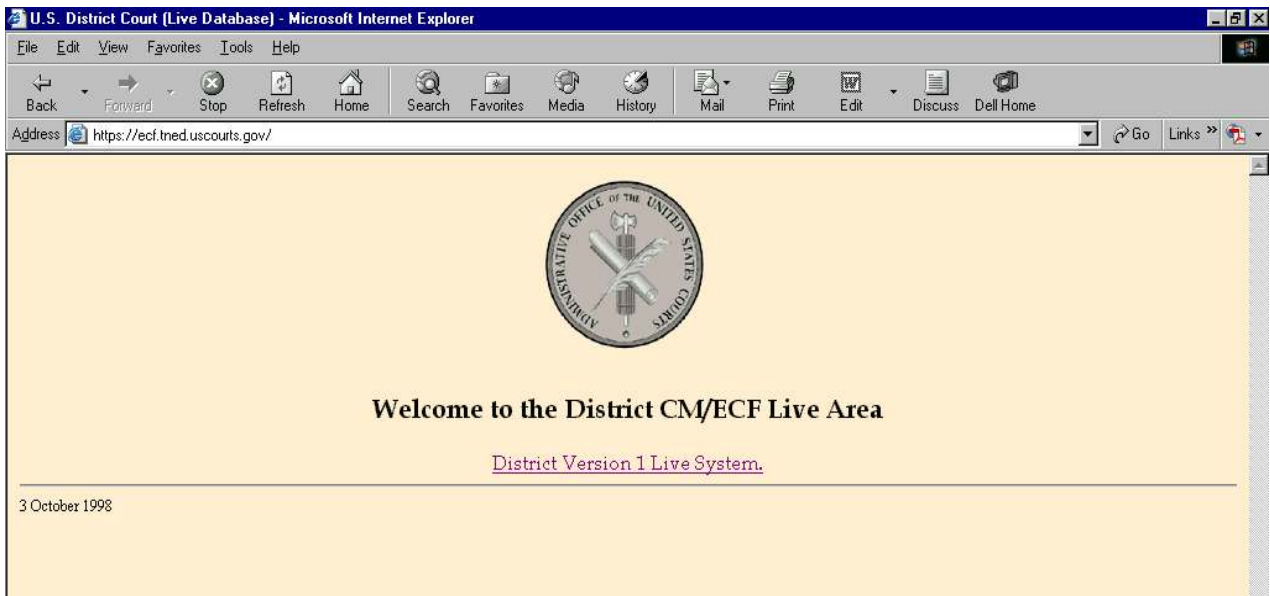 U.S. District Court (Live Database) - Microsoft Internet Explorer
File Edit View Favorites Tools Help
Back Forward Stop Refresh Home Search Favorites Media History Mail Print Edit Discuss Dell Home
Address https://ecf.tned.uscourts.gov/ Go Links »
ADMINISTRATIVE OFFICE OF THE UNITED STATES COURTS
Welcome to the District CM/ECF Live Area
District Version 1 Live System.
3 October 1998